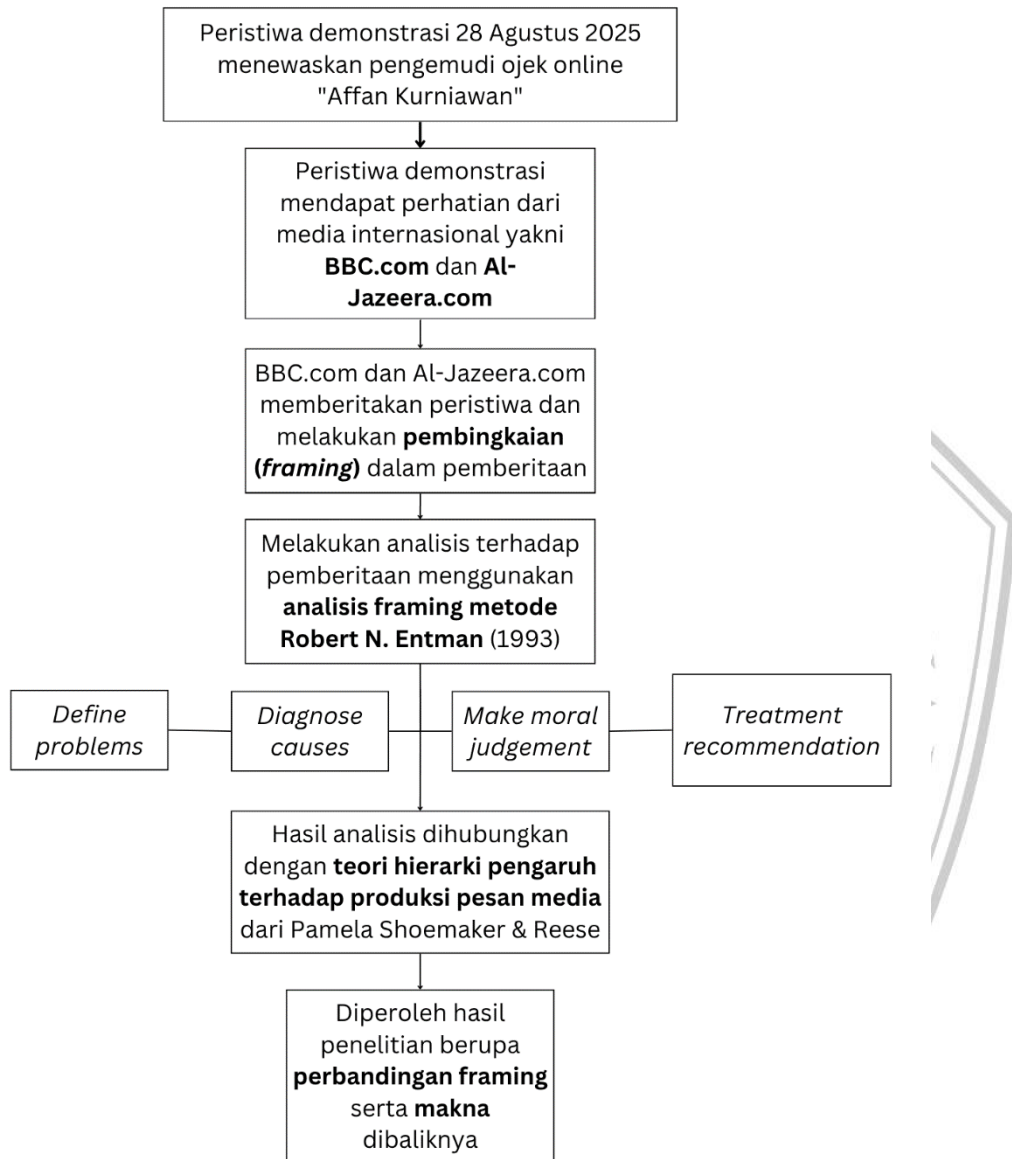 Peristiwa demonstrasi 28 Agustus 2025
menewaskan pengemudi ojek online
"Affan Kurniawan"
Peristiwa demonstrasi
mendapat perhatian dari
media internasional yakni
BBC.com dan Al-
Jazeera.com
BBC.com dan Al-Jazeera.com
memberitakan peristiwa dan
melakukan pembingkaian
(framing) dalam pemberitaan
Melakukan analisis terhadap
pemberitaan menggunakan
analisis framing metode
Robert N. Entman (1993)
Define
problems
Diagnose
causes
Make moral
judgement
Treatment
recommendation
Hasil analisis dihubungkan
dengan teori hierarki pengaruh
terhadap produksi pesan media
dari Pamela Shoemaker & Reese
Diperoleh hasil
penelitian berupa
perbandingan framing
serta makna
dibaliknya